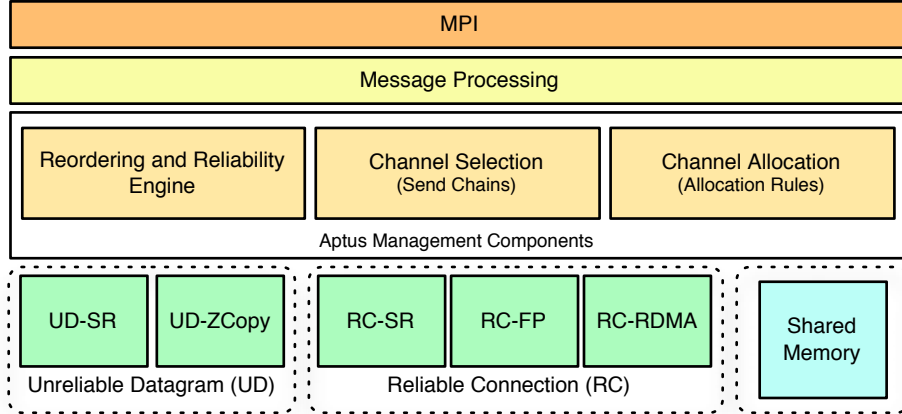 MPI
Message Processing
Reordering and Reliability
Engine
Channel Selection
(Send Chains)
Channel Allocation
(Allocation Rules)
Aptus Management Components
UD-SR
UD-ZCopy
Unreliable Datagram (UD)
RC-SR
RC-FP
RC-RDMA
Reliable Connection (RC)
Shared
Memory